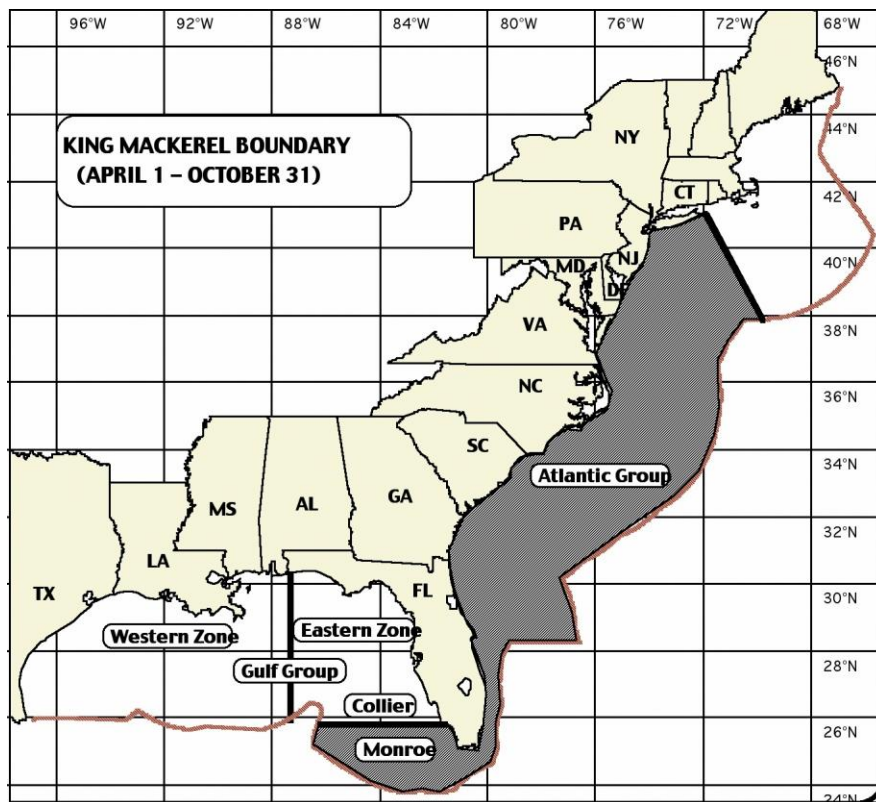 96°W 92°W 88°W 84°W 80°W 76°W 72°W 68°W
46°N
KING MACKEREL BOUNDARY
(APRIL 1 – OCTOBER 31)
44°N
NY
42°N
CT
PA
40°N
NJ
MD
DE
38°N
VA
36°N
NC
34°N
SC
Atlantic Group
GA
MS AL
32°N
LA
30°N
TX
FL
Western Zone Eastern Zone
28°N
Gulf Group
Collier
26°N
Monroe
24°N